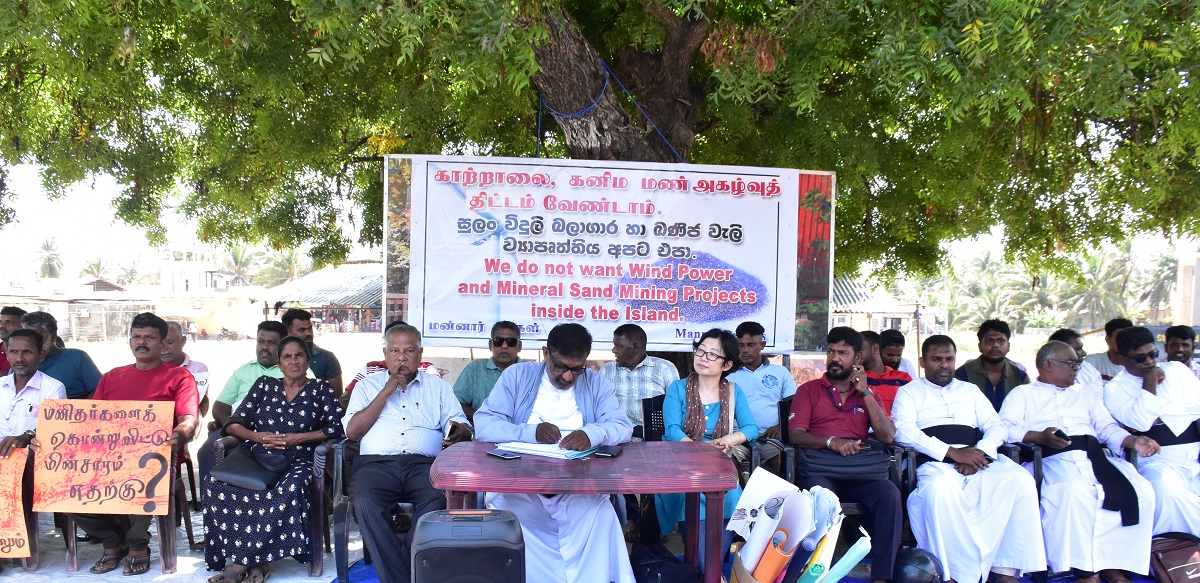 காற்றாலை, கனிம மண் அகழ்வுத்
திட்டம் வேண்டாம்.
සුලං විදුලි බලාගාර හා ඛණිජ වැලි
ව්‍යාපෘතිය අපට එපා.
We do not want Wind Power
and Mineral Sand Mining Projects
inside the Island.
மன்னார்
மனிதர்களைக்
கொன்றுவிட்டு
மின்சாரம்
எதற்கு?